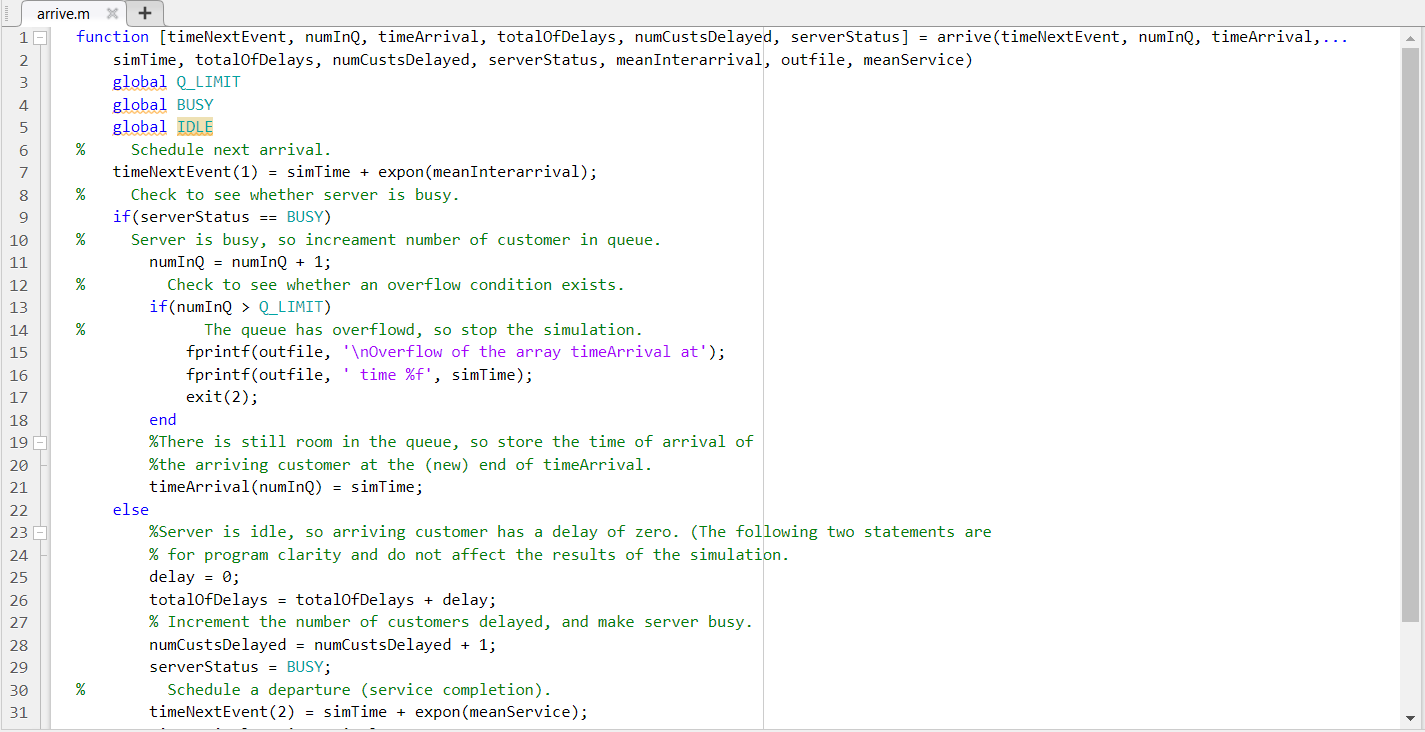 arrive.m
1 function [timeNextEvent, numInQ, timeArrival, totalOfDelays, numCustsDelayed, serverStatus] = arrive(timeNextEvent, numInQ, timeArrival,...
2 simTime, totalOfDelays, numCustsDelayed, serverStatus, meanInterarrival, outfile, meanService)
3 global Q_LIMIT
4 global BUSY
5 global IDLE
6 % Schedule next arrival.
7 timeNextEvent(1) = simTime + expon(meanInterarrival);
8 % Check to see whether server is busy.
9 if(serverStatus == BUSY)
10 % Server is busy, so increament number of customer in queue.
11 numInQ = numInQ + 1;
12 % Check to see whether an overflow condition exists.
13 if(numInQ > Q_LIMIT)
14 % The queue has overflowd, so stop the simulation.
15 fprintf(outfile, '\nOverflow of the array timeArrival at');
16 fprintf(outfile, ' time %f', simTime);
17 exit(2);
18 end
19 %There is still room in the queue, so store the time of arrival of
20 %the arriving customer at the (new) end of timeArrival.
21 timeArrival(numInQ) = simTime;
22 else
23 %Server is idle, so arriving customer has a delay of zero. (The following two statements are
24 % for program clarity and do not affect the results of the simulation.
25 delay = 0;
26 totalOfDelays = totalOfDelays + delay;
27 % Increment the number of customers delayed, and make server busy.
28 numCustsDelayed = numCustsDelayed + 1;
29 serverStatus = BUSY;
30 % Schedule a departure (service completion).
31 timeNextEvent(2) = simTime + expon(meanService);